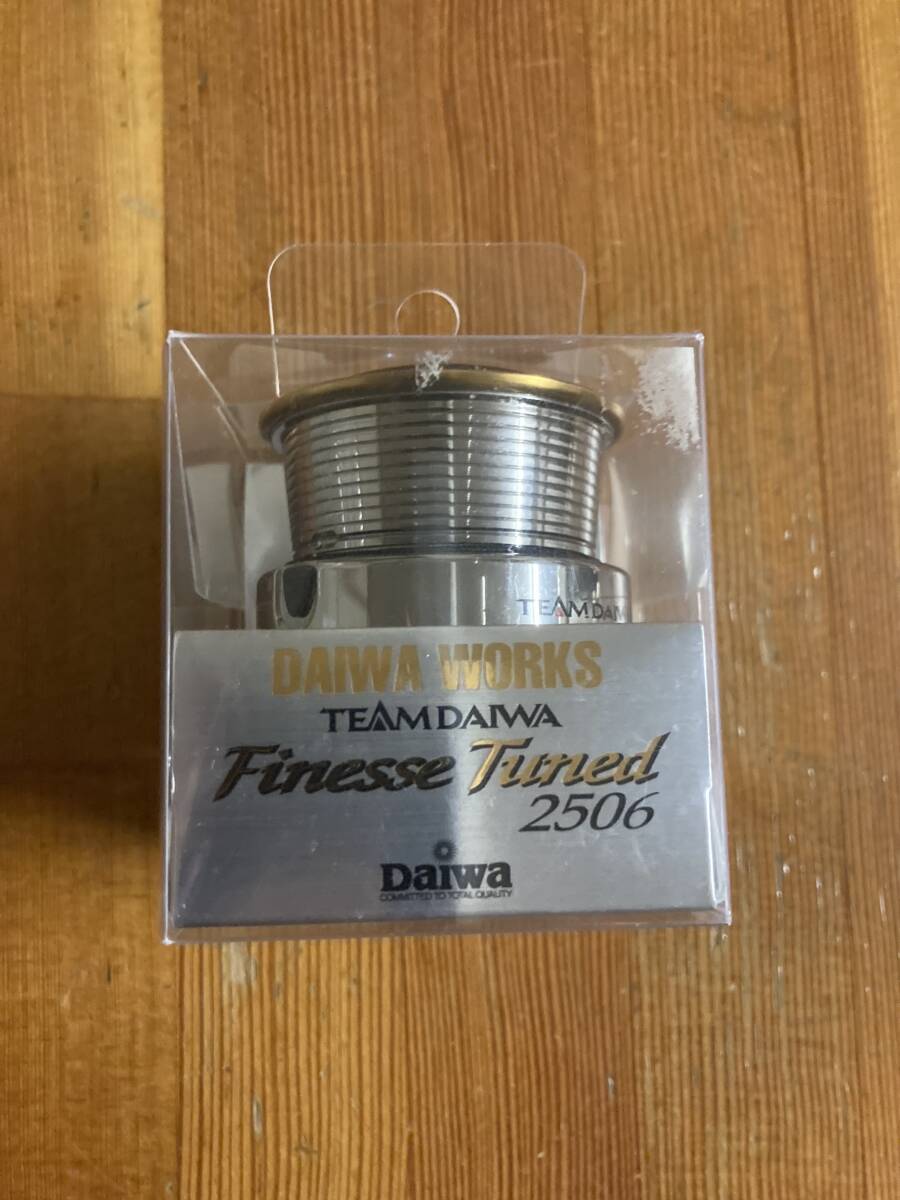 TEAM DAI
DAIWA WORKS
TEAM DAIWA
Finesse Tuned
2506
Daiwa
COMMITTED TO TOTAL QUALITY